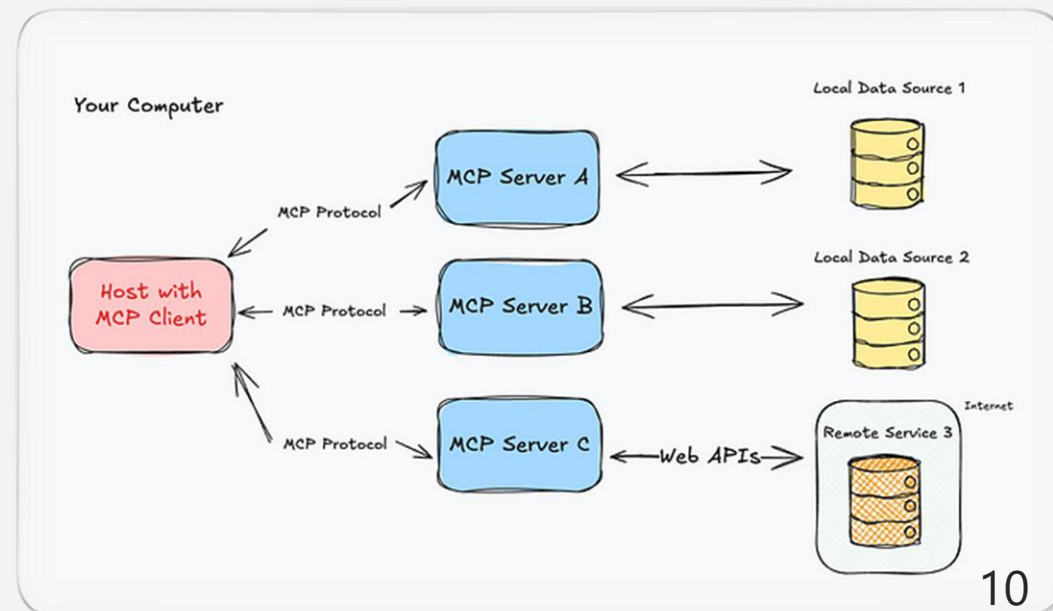 Your Computer
Local Data Source 1
MCP Server A
MCP Protocol
Local Data Source 2
Host with
MCP Client
MCP Protocol
MCP Server B
Internet
Remote Service 3
MCP Protocol
MCP Server C
Web APIs
10